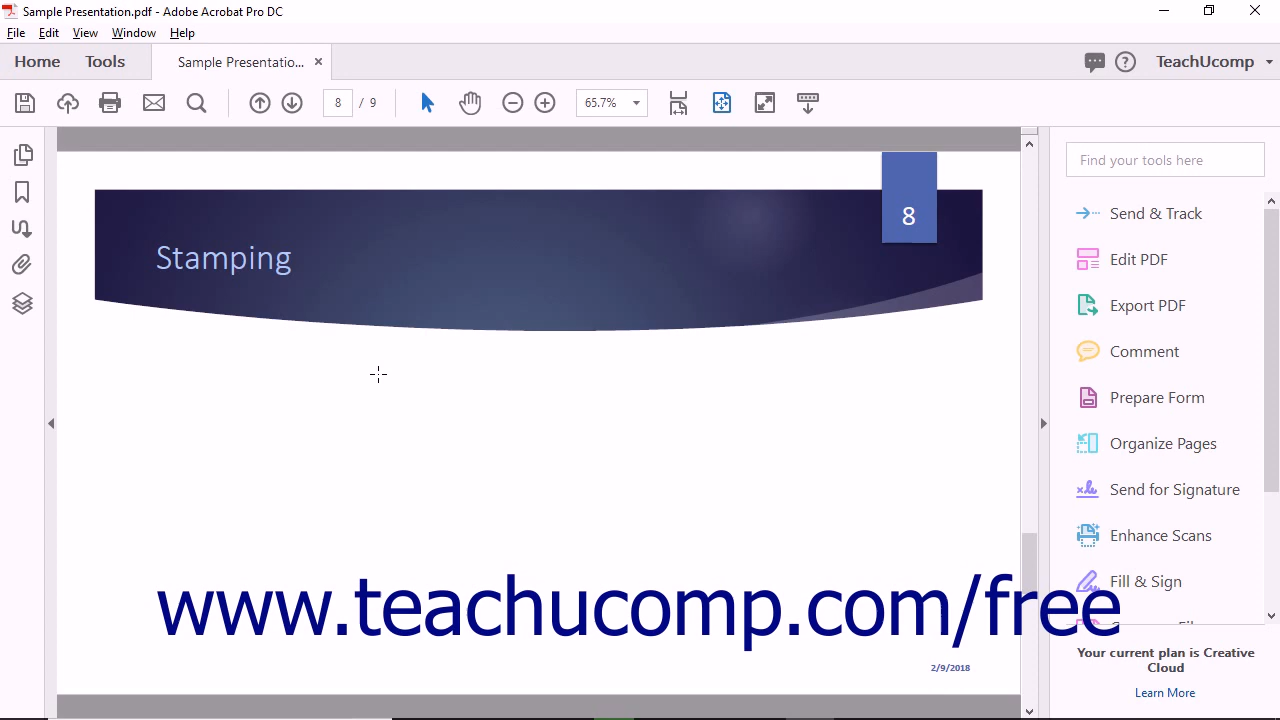 Sample Presentation.pdf - Adobe Acrobat Pro DC
File Edit View Window Help
Home Tools Sample Presentatio... × TeachUcomp
8 / 9 65.7%
Find your tools here
8
Stamping
Send & Track
Edit PDF
Export PDF
Comment
Prepare Form
Organize Pages
Send for Signature
Enhance Scans
Fill & Sign
www.teachucomp.com/free
2/9/2018
Your current plan is Creative
Cloud
Learn More